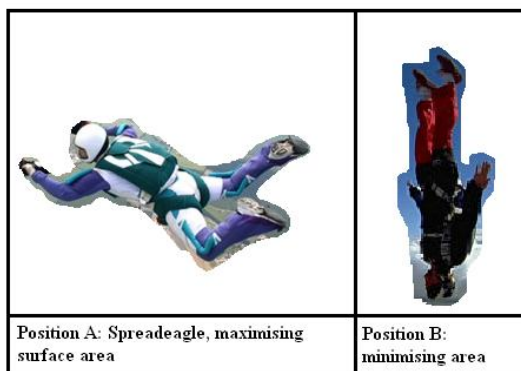 Position A: Spreadeagle, maximising
surface area
Position B:
minimising area